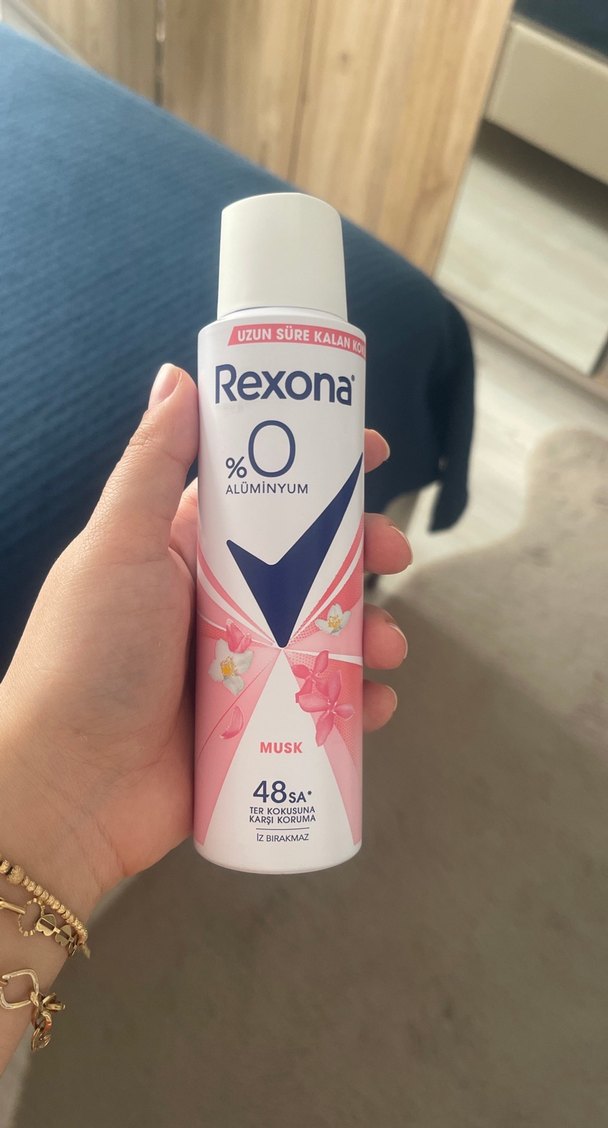 UZUN SÜRE KALAN
Rexona
%0
ALÜMİNYUM
MUSK
48SA*
TER KOKUSUNA
KARŞI KORUMA
İZ BIRAKMAZ